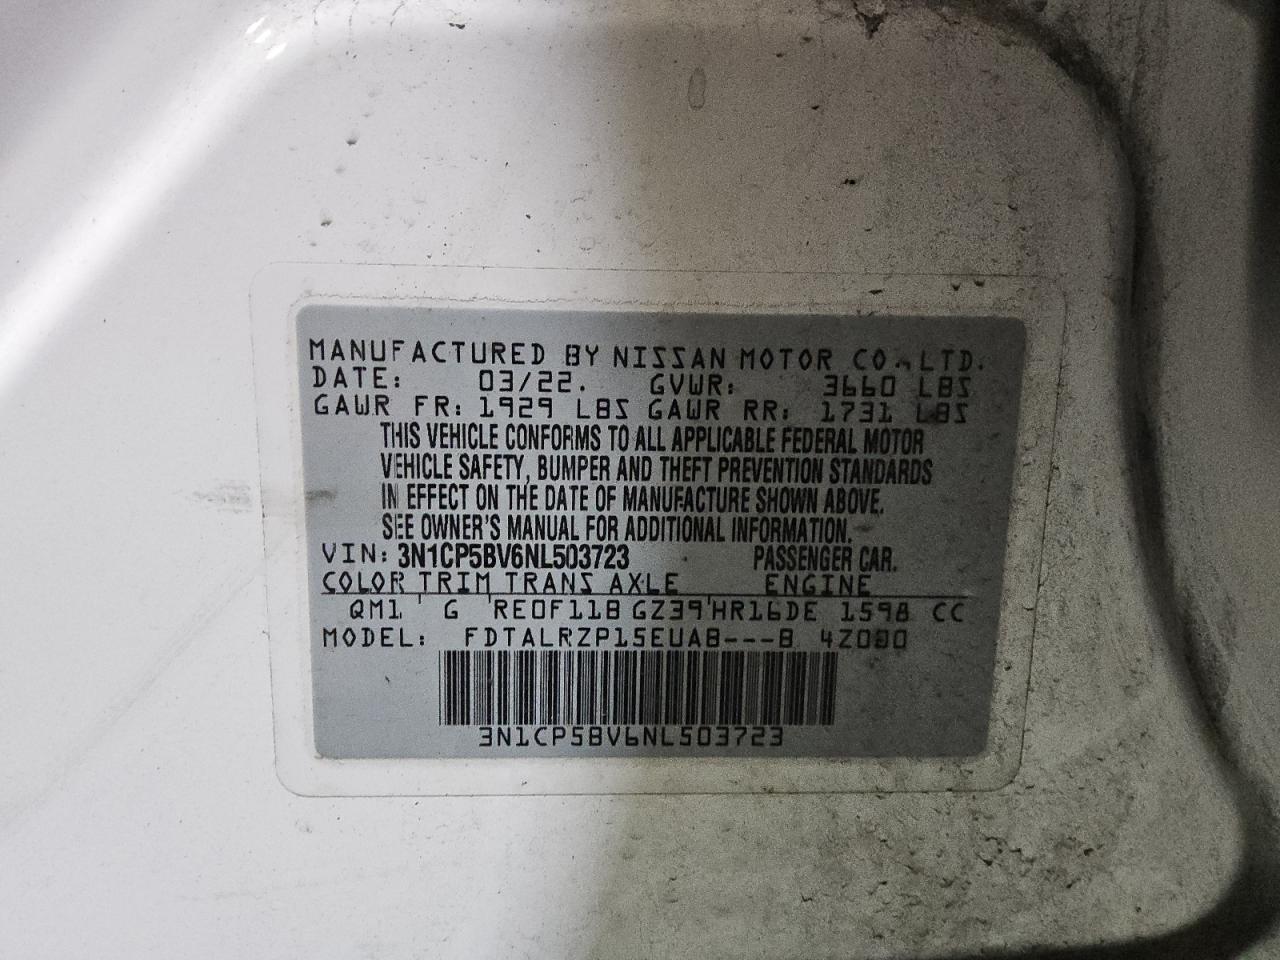 MANUFACTURED BY NISSAN MOTOR CO., LTD.
DATE: 03/22. GVWR: 3660 LBS
GAWR FR: 1929 LBS GAWR RR: 1731 LBS
THIS VEHICLE CONFORMS TO ALL APPLICABLE FEDERAL MOTOR
VEHICLE SAFETY, BUMPER AND THEFT PREVENTION STANDARDS
IN EFFECT ON THE DATE OF MANUFACTURE SHOWN ABOVE.
SEE OWNER'S MANUAL FOR ADDITIONAL INFORMATION.
VIN: 3N1CP5BV6NL503723 PASSENGER CAR.
COLOR TRIM TRANS AXLE ENGINE
QM1 G RE0F11B GZ39 HR16DE 1598 CC
MODEL: FDTALRZP15EUAB---B 4Z080
3N1CP5BV6NL503723